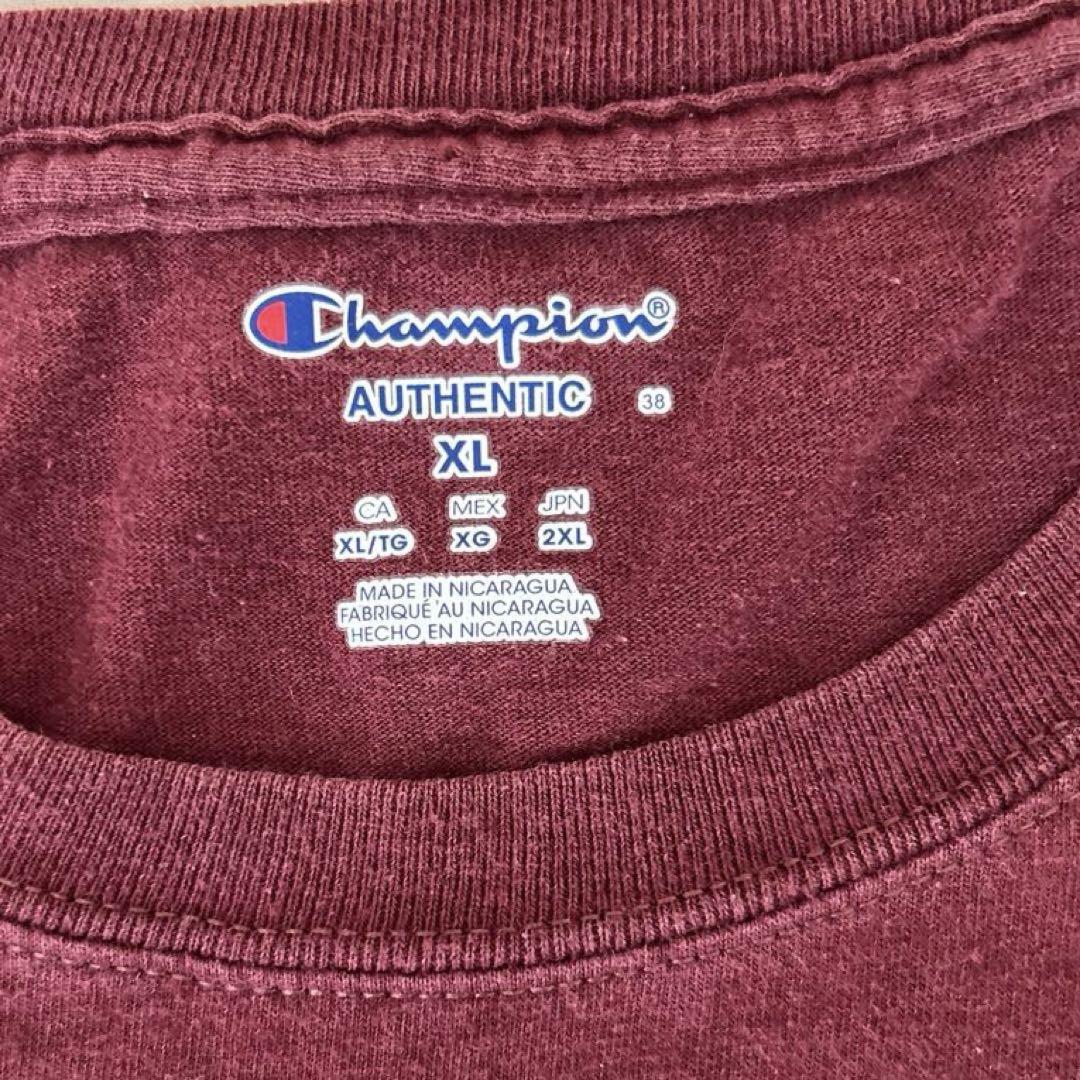 Champion®
AUTHENTIC 38
XL
CA MEX JPN
XL/TG XG 2XL
MADE IN NICARAGUA
FABRIQUÉ AU NICARAGUA
HECHO EN NICARAGUA